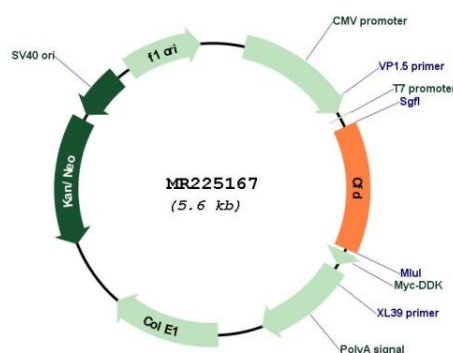 CMV promoter
VP1.5 primer
T7 promoter
SgfI
Cfd
MluI
Myc-DDK
XL39 primer
PolyA signal
Col E1
Kan/Neo
SV40 ori
f1 ori
MR225167
(5.6 kb)